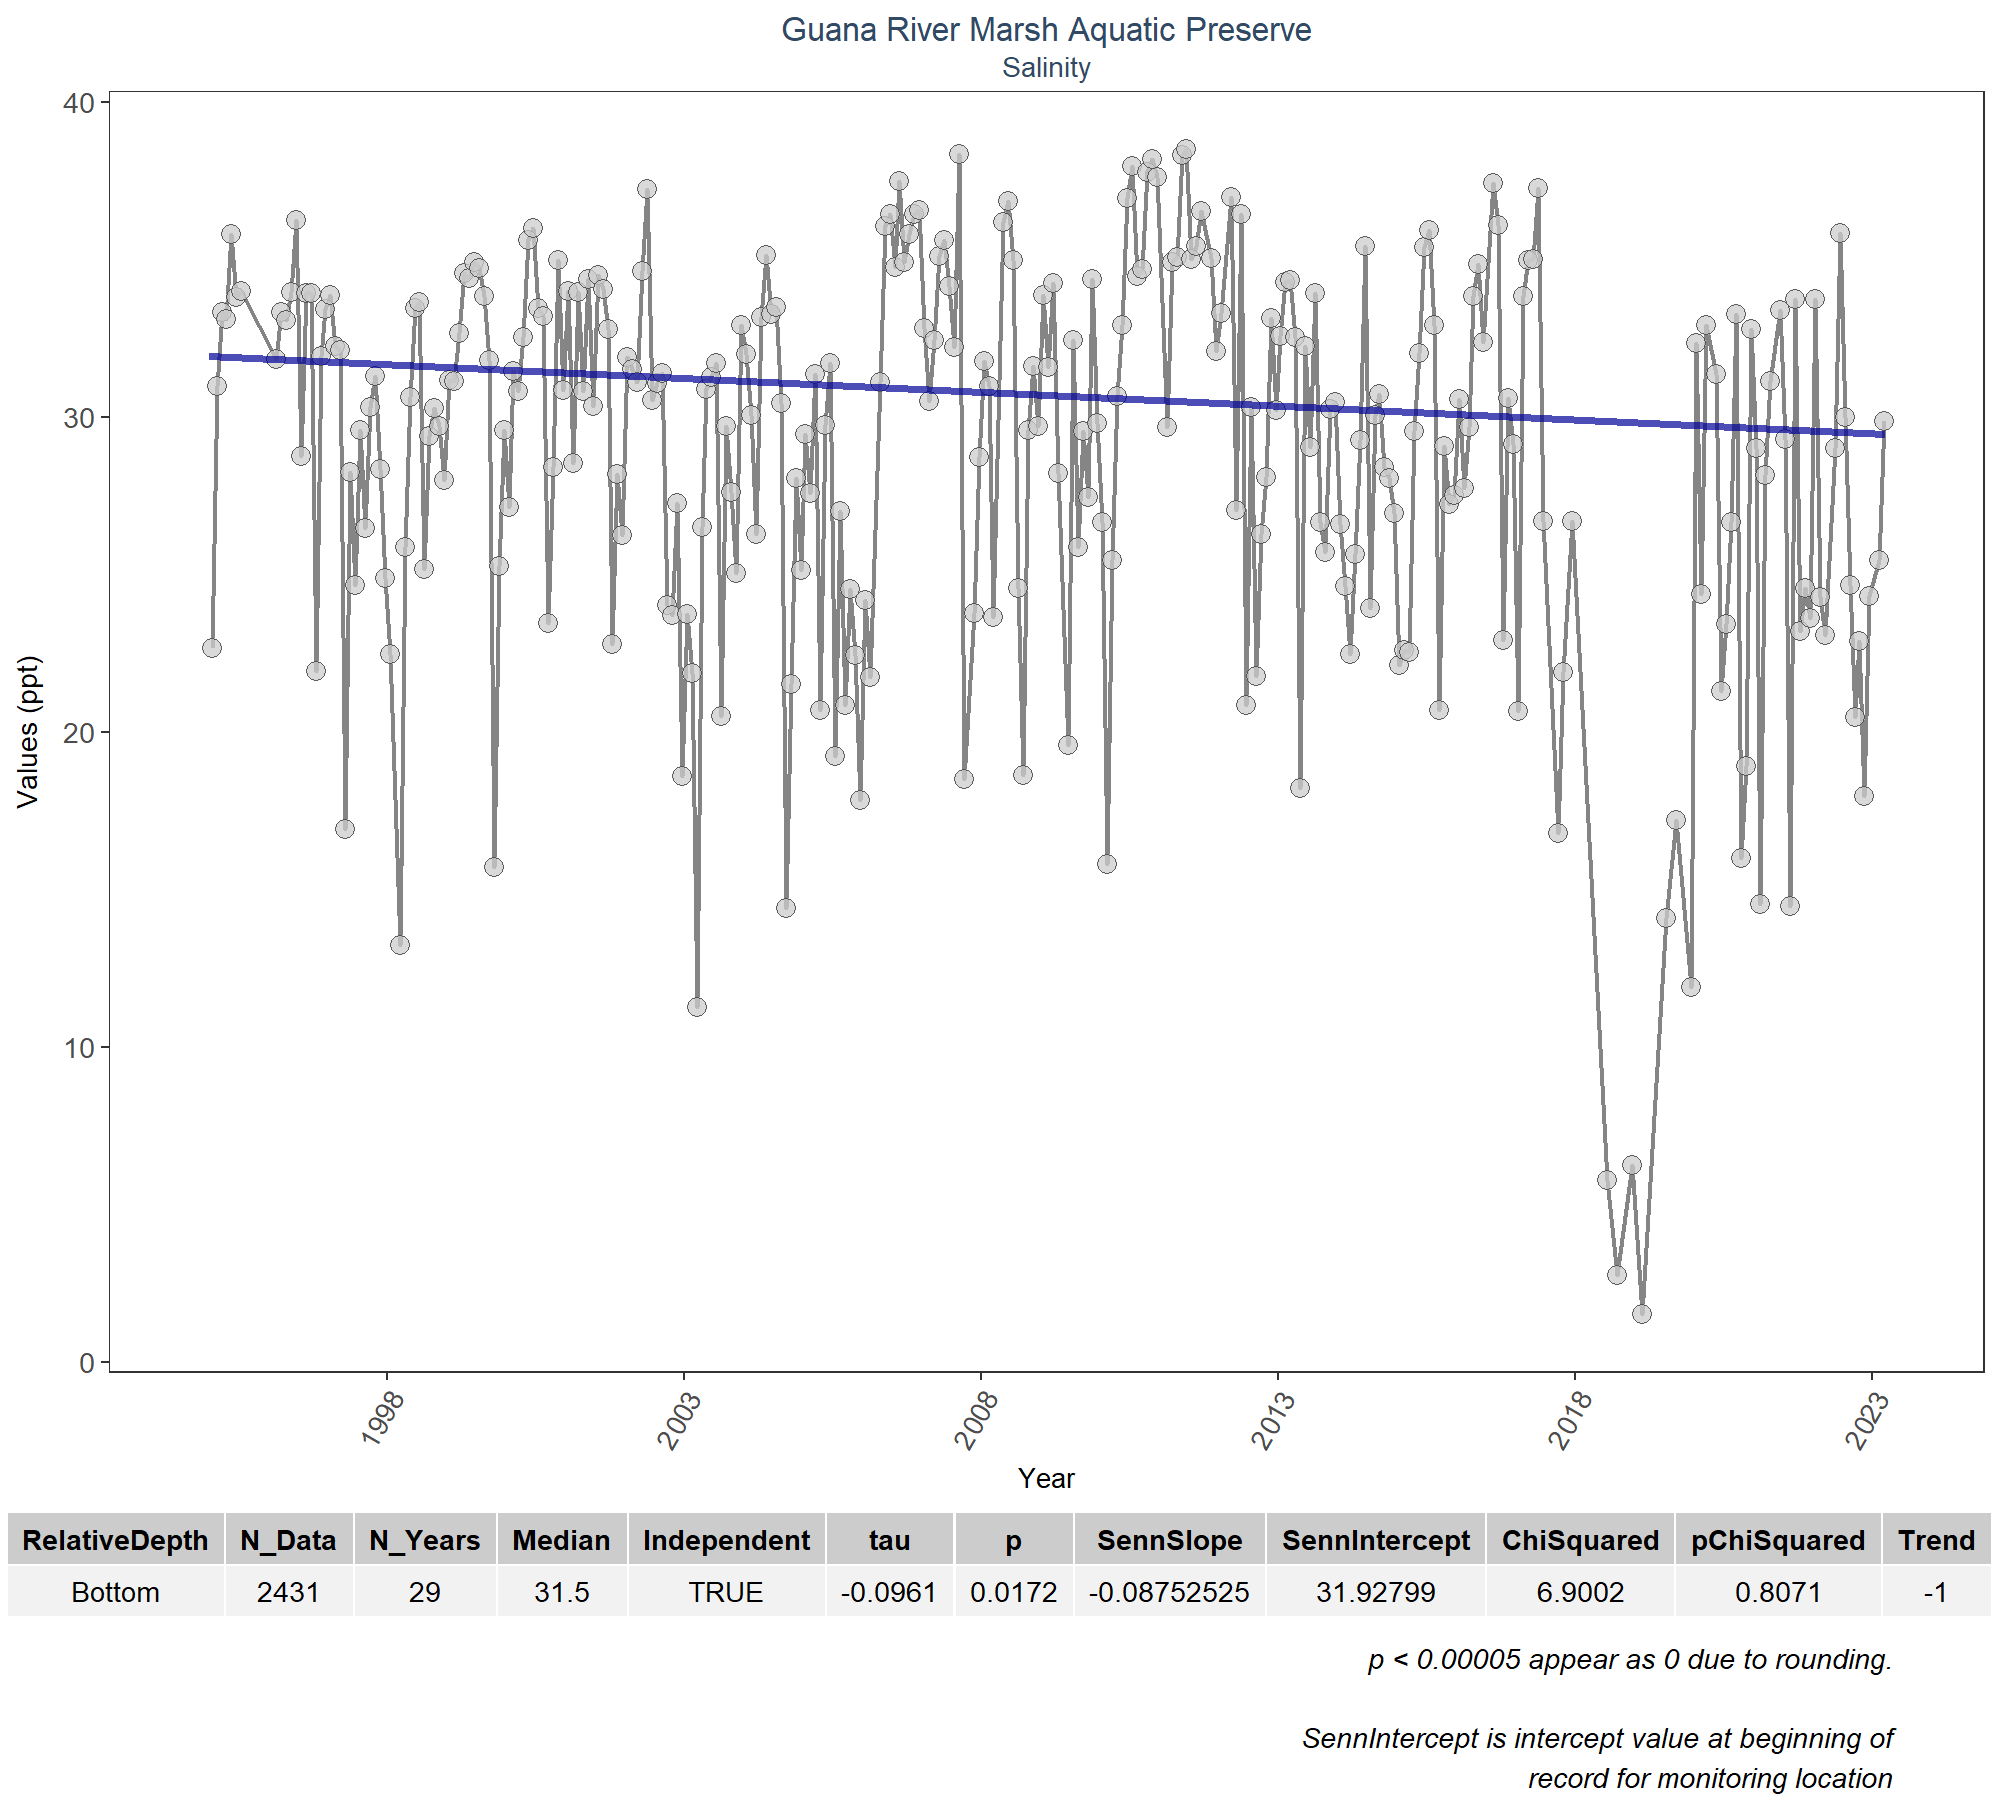 Guana River Marsh Aquatic Preserve
Salinity
40
30
20
10
0
Values (ppt)
1998
2003
2008
2013
2018
2023
Year
RelativeDepth N_Data N_Years Median Independent tau p SennSlope SennIntercept ChiSquared pChiSquared Trend
Bottom 2431 29 31.5 TRUE -0.0961 0.0172 -0.08752525 31.92799 6.9002 0.8071 -1
p < 0.00005 appear as 0 due to rounding.
SennIntercept is intercept value at beginning of
record for monitoring location